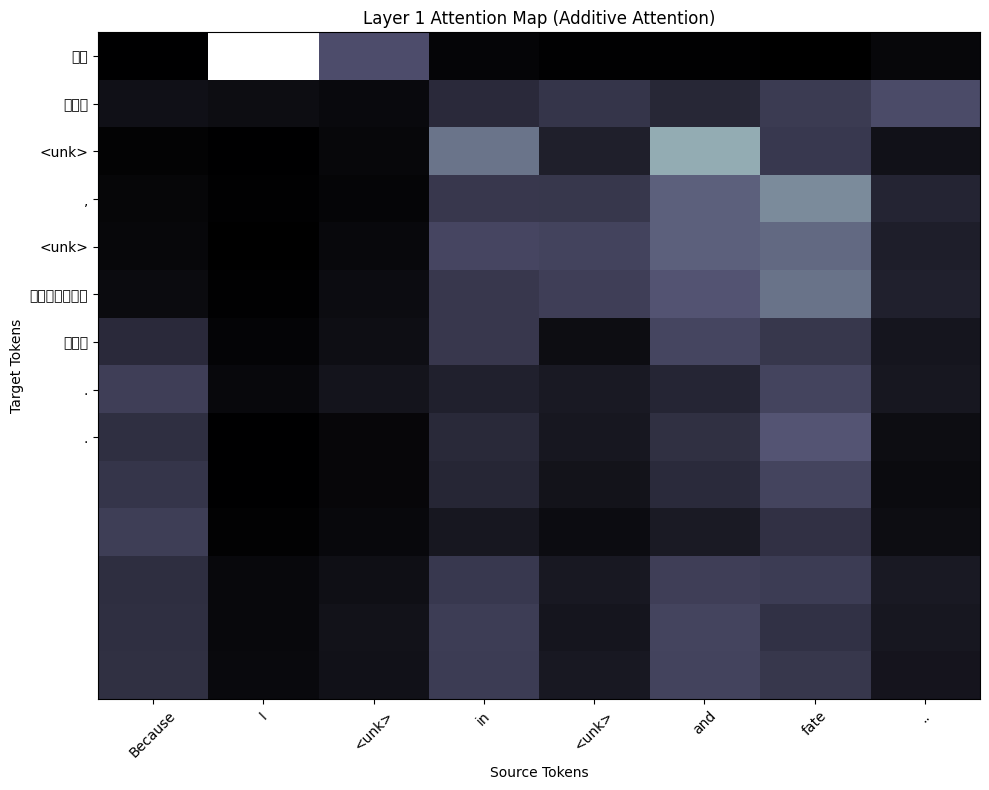 Layer 1 Attention Map (Additive Attention)
Target Tokens
<unk>
,
<unk>
.
.
Because
I
<unk>
in
<unk>
and
fate
..
Source Tokens